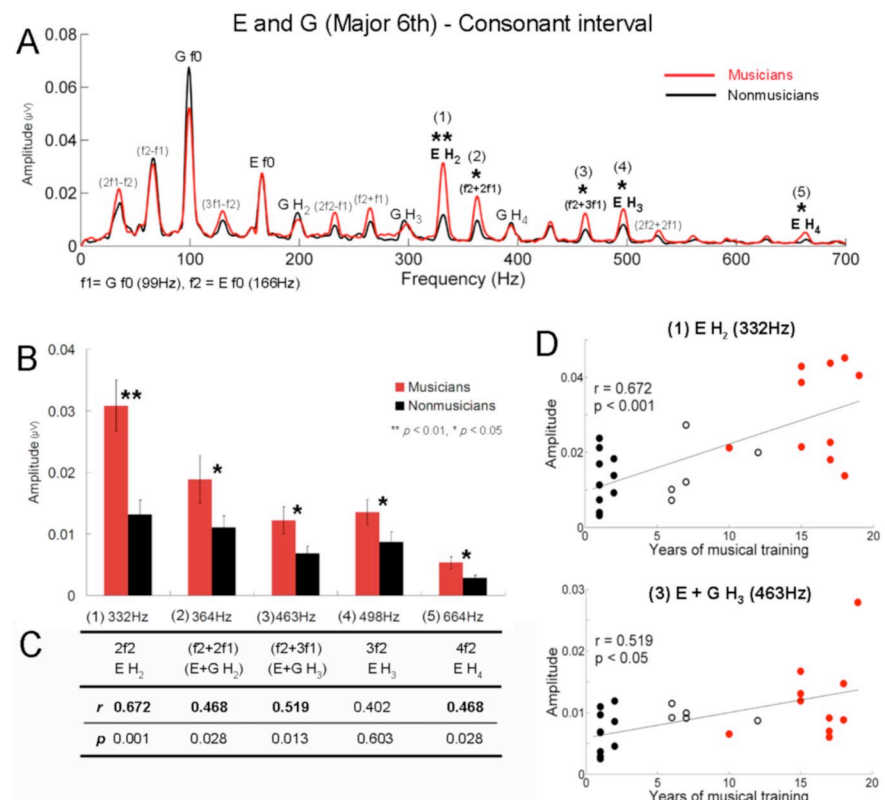 E and G (Major 6th) - Consonant interval
A
0.08
0.06
0.04
0.02
0
Amplitude (μV)
G f0
Musicians
Nonmusicians
(1)
**
E H2
(2)
*
(f2+2f1)
(3)
*
(f2+3f1)
(4)
*
E H3
(5)
*
E H4
(2f1-f2)
(f2-f1)
(3f1-f2)
E f0
G H2
(2f2-f1)
(f2+f1)
G H3
G H4
(2f2+2f1)
0 100 200 300 400 500 600 700
Frequency (Hz)
f1= G f0 (99Hz), f2 = E f0 (166Hz)
B
0.04
0.03
0.02
0.01
0
Amplitude (μV)
Musicians
Nonmusicians
** p < 0.01, * p < 0.05
**
*
*
*
*
(1) 332Hz (2) 364Hz (3)463Hz (4) 498Hz (5) 664Hz
C
2f2 (f2+2f1) (f2+3f1) 3f2 4f2
E H2 (E+G H2) (E+G H3) E H3 E H4
r 0.672 0.468 0.519 0.402 0.468
p 0.001 0.028 0.013 0.603 0.028
D
(1) E H2 (332Hz)
r = 0.672
p < 0.001
0.04
0.02
0
Amplitude
0 5 10 15 20
Years of musical training
(3) E + G H3 (463Hz)
r = 0.519
p < 0.05
0.03
0.02
0.01
0
Amplitude
0 5 10 15 20
Years of musical training